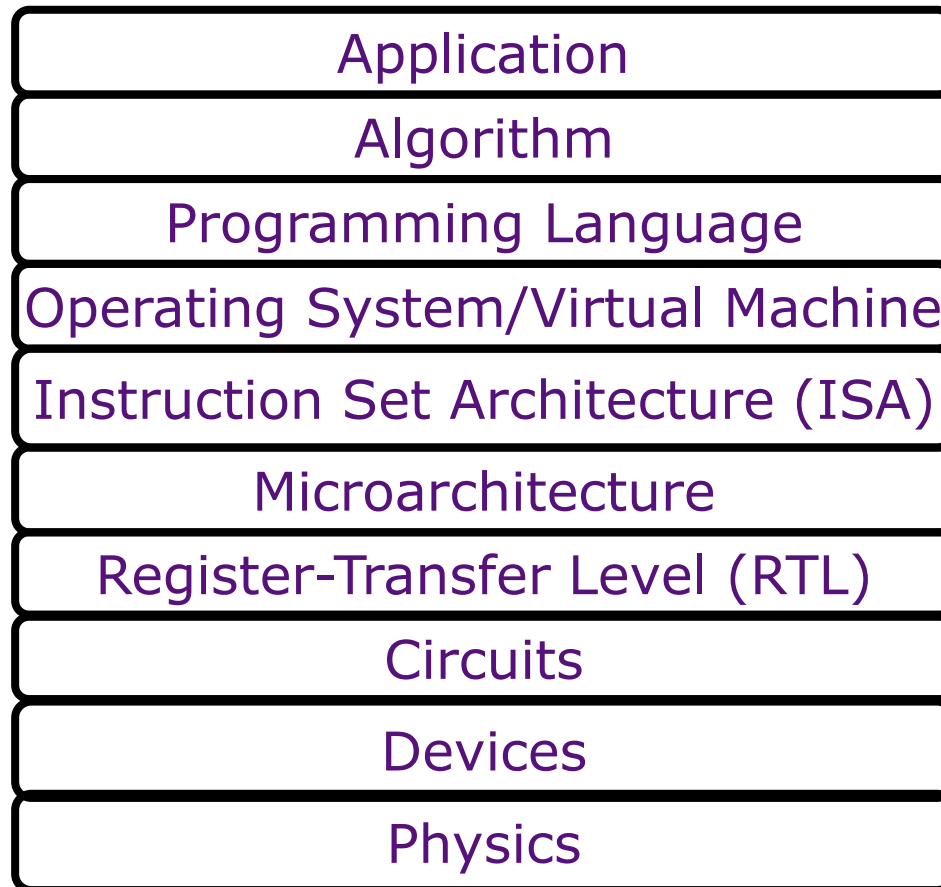 Application
Algorithm
Programming Language
Operating System/Virtual Machine
Instruction Set Architecture (ISA)
Microarchitecture
Register-Transfer Level (RTL)
Circuits
Devices
Physics